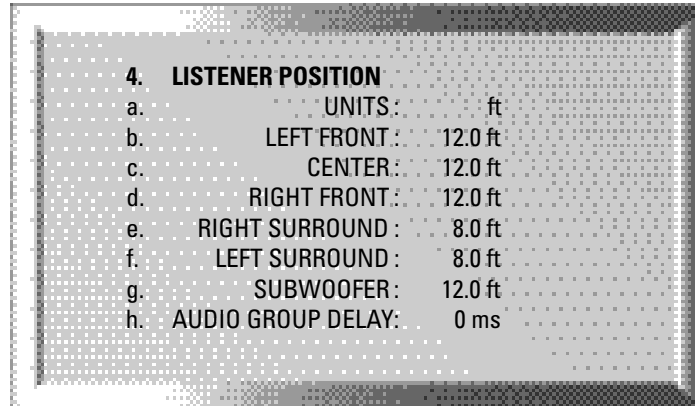 4. LISTENER POSITION
a. UNITS: ft
b. LEFT FRONT: 12.0 ft
c. CENTER: 12.0 ft
d. RIGHT FRONT: 12.0 ft
e. RIGHT SURROUND: 8.0 ft
f. LEFT SURROUND: 8.0 ft
g. SUBWOOFER: 12.0 ft
h. AUDIO GROUP DELAY: 0 ms